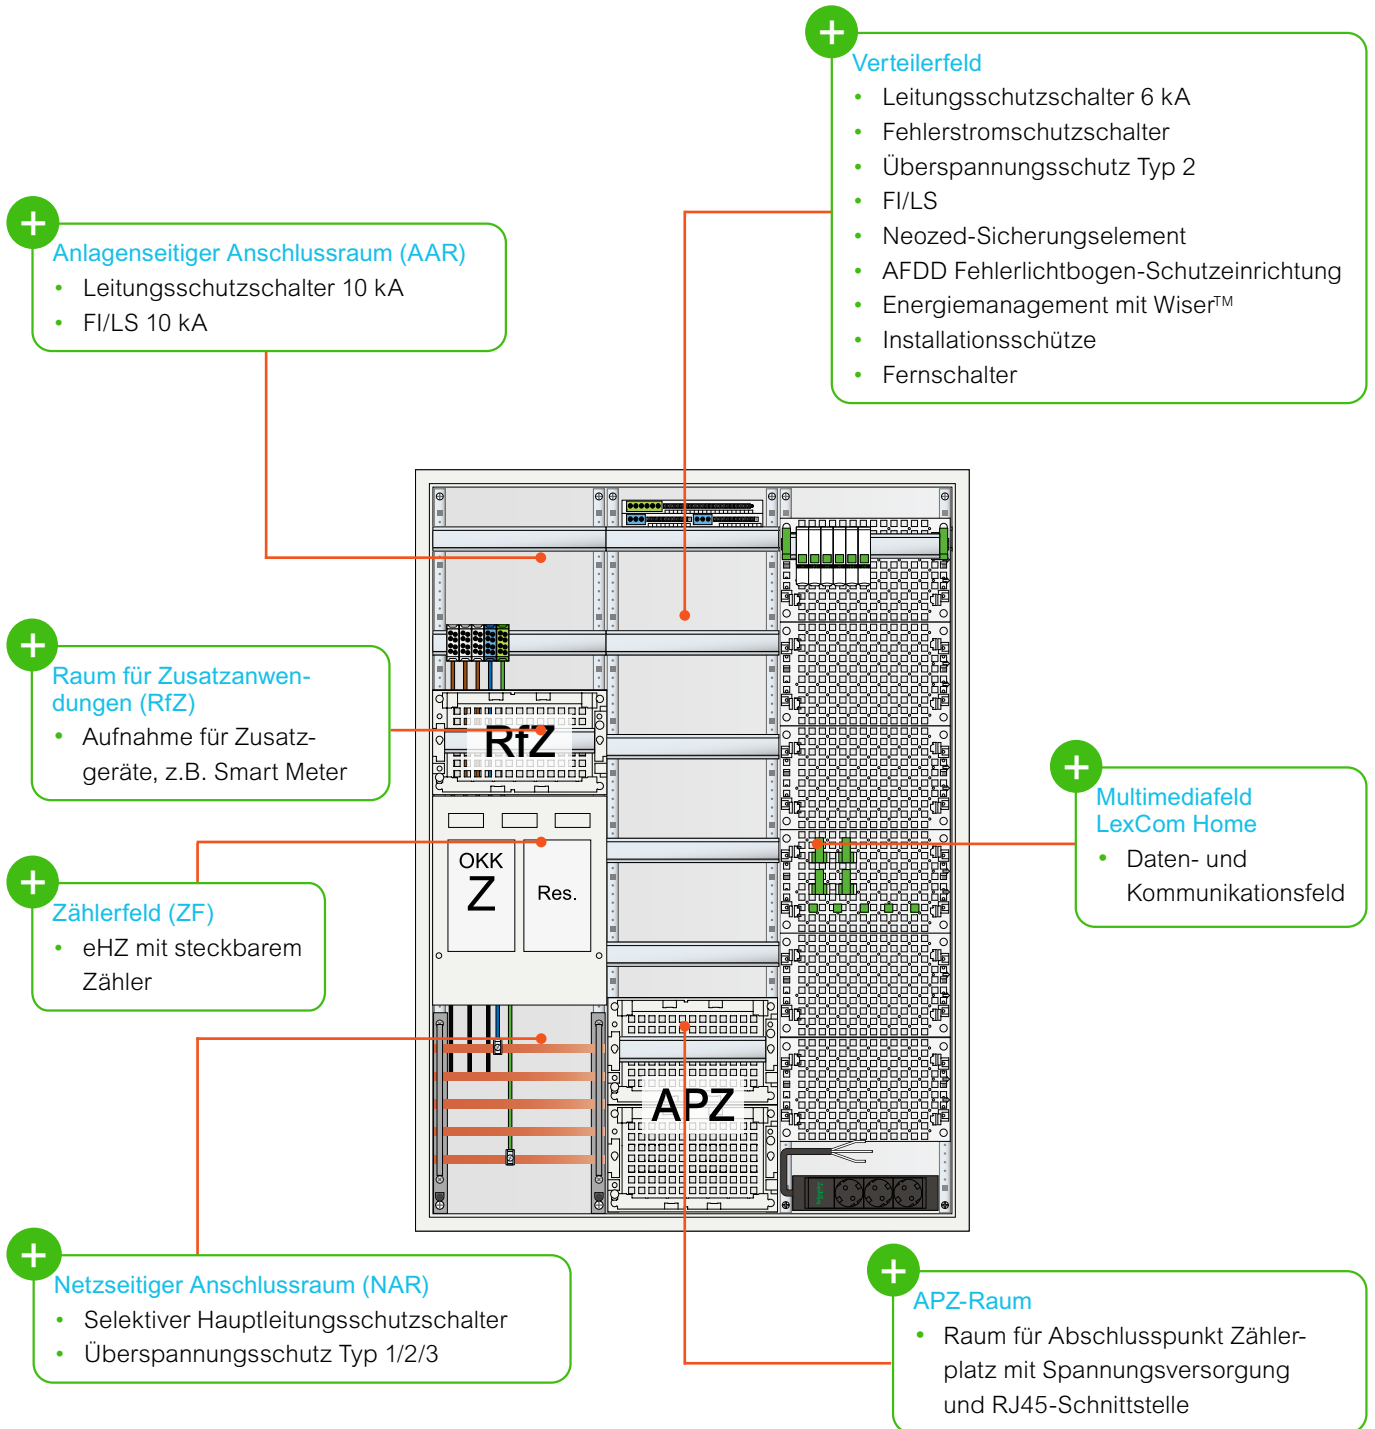 Verteilerfeld
• Leitungsschutzschalter 6 kA
• Fehlerstromschutzschalter
• Überspannungsschutz Typ 2
• FI/LS
• Neozed-Sicherungselement
• AFDD Fehlerlichtbogen-Schutzeinrichtung
• Energiemanagement mit Wiser™
• Installationsschütze
• Fernschalter
Anlagenseitiger Anschlussraum (AAR)
• Leitungsschutzschalter 10 kA
• FI/LS 10 kA
Raum für Zusatzanwen-
dungen (RfZ)
• Aufnahme für Zusatz-
geräte, z.B. Smart Meter
RfZ
Multimediafeld
LexCom Home
• Daten- und
Kommunikationsfeld
OKK
Z
Res.
Zählerfeld (ZF)
• eHZ mit steckbarem
Zähler
APZ
Netzseitiger Anschlussraum (NAR)
• Selektiver Hauptleitungsschutzschalter
• Überspannungsschutz Typ 1/2/3
APZ-Raum
• Raum für Abschlusspunkt Zähler-
platz mit Spannungsversorgung
und RJ45-Schnittstelle